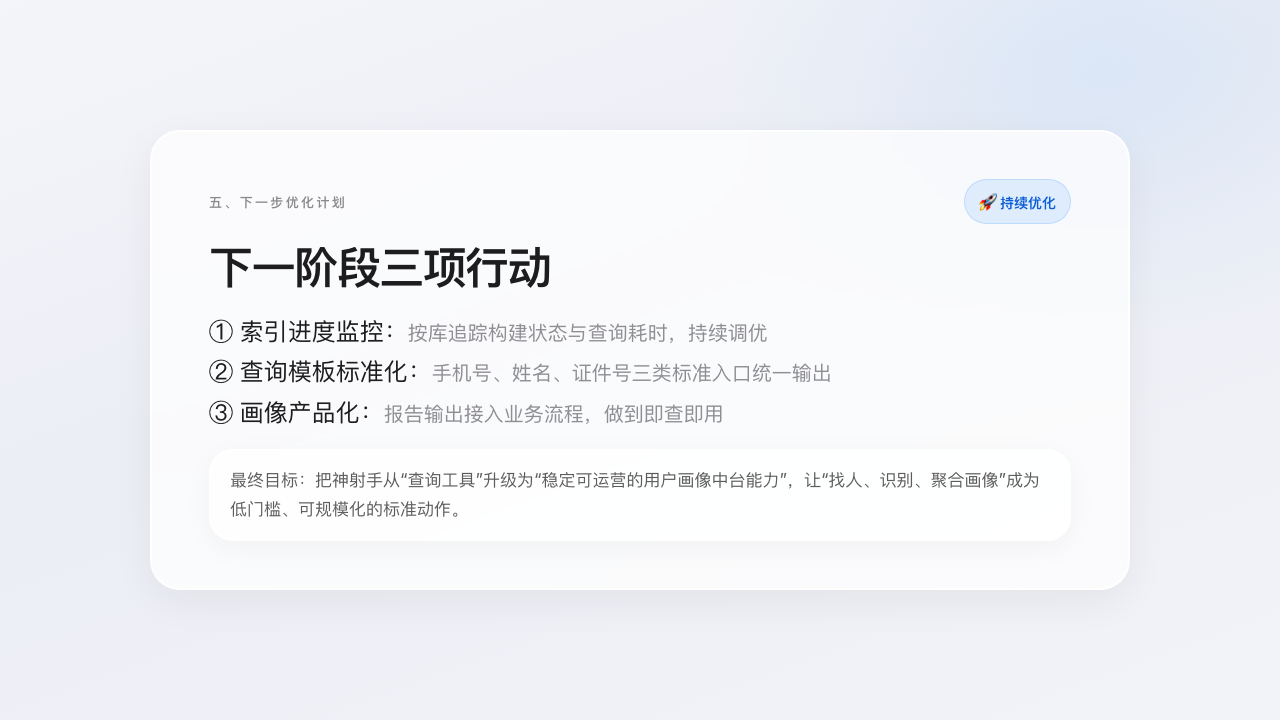 五、下一步优化计划
🚀 持续优化
下一阶段三项行动
① 索引进度监控：按库追踪构建状态与查询耗时，持续调优
② 查询模板标准化：手机号、姓名、证件号三类标准入口统一输出
③ 画像产品化：报告输出接入业务流程，做到即查即用
最终目标：把神射手从“查询工具”升级为“稳定可运营的用户画像中台能力”，让“找人、识别、聚合画像”成为
低门槛、可规模化的标准动作。